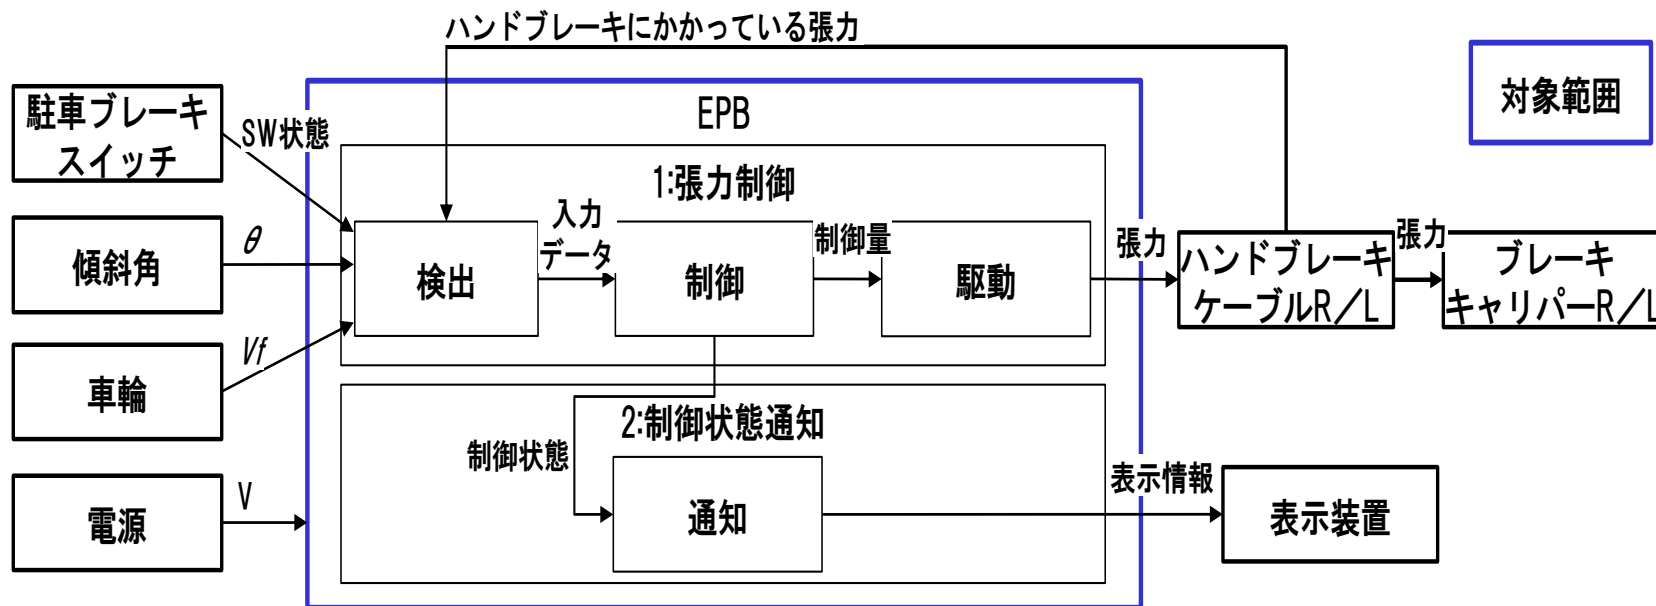 ハンドブレーキにかかっている張力
対象範囲
駐車ブレーキ
スイッチ
SW状態
EPB
1:張力制御
傾斜角
θ
検出
入力
データ
制御
制御量
駆動
張力
ハンドブレーキ
ケーブルR／L
張力
ブレーキ
キャリパーR／L
車輪
Vf
2:制御状態通知
制御状態
通知
電源
V
表示情報
表示装置